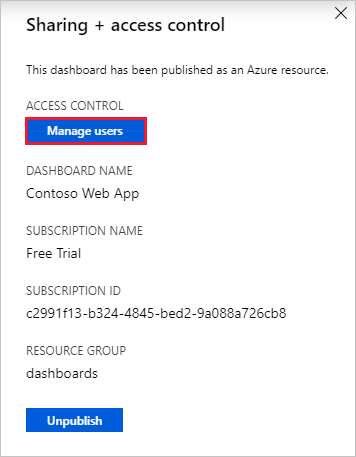 Sharing + access control
This dashboard has been published as an Azure resource.
ACCESS CONTROL
Manage users
DASHBOARD NAME
Contoso Web App
SUBSCRIPTION NAME
Free Trial
SUBSCRIPTION ID
c2991f13-b324-4845-bed2-9a088a726cb8
RESOURCE GROUP
dashboards
Unpublish